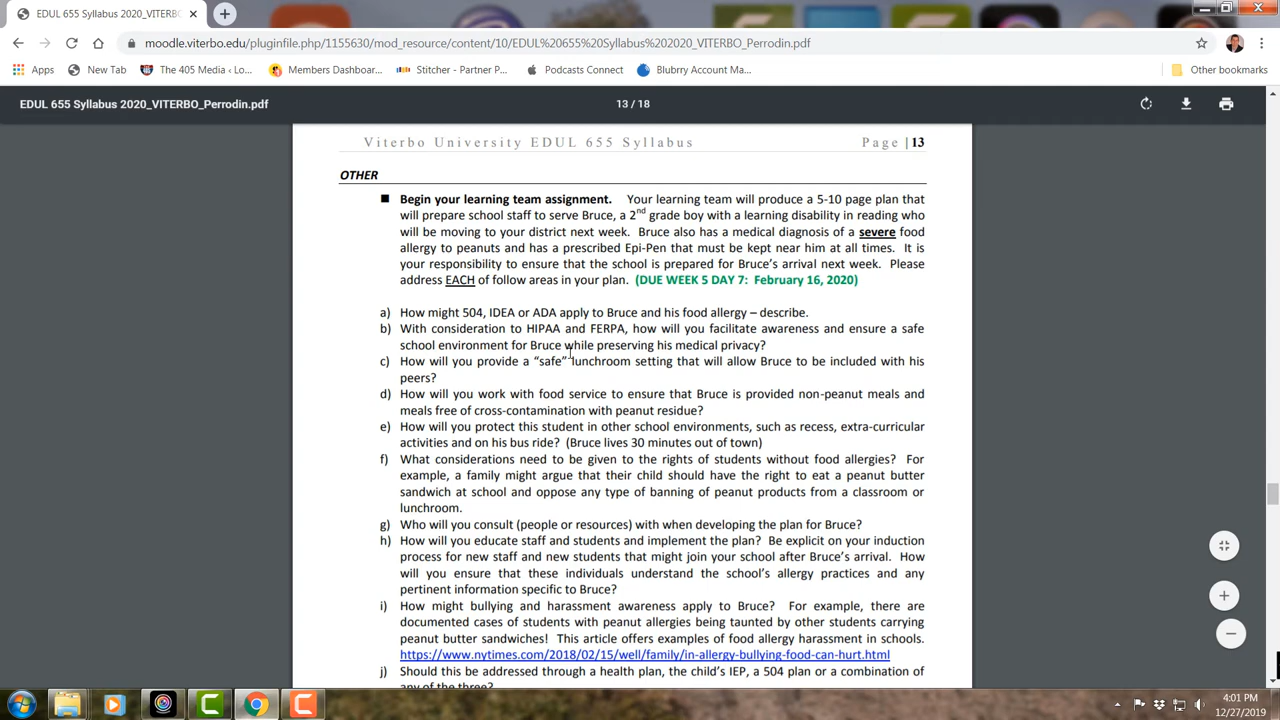 EDUL 655 Syllabus 2020_VITERBO
moodle.viterbo.edu/pluginfile.php/1155630/mod_resource/content/10/EDUL%20655%20Syllabus%202020_VITERBO_Perrodin.pdf
Apps New Tab The 405 Media ‹ Lo... Members Dashboar... Stitcher - Partner P... Podcasts Connect Blubrry Account Ma... Other bookmarks
EDUL 655 Syllabus 2020_VITERBO_Perrodin.pdf 13 / 18
Viterbo University EDUL 655 Syllabus Page |13
OTHER
■ Begin your learning team assignment. Your learning team will produce a 5-10 page plan that
will prepare school staff to serve Bruce, a 2nd grade boy with a learning disability in reading who
will be moving to your district next week. Bruce also has a medical diagnosis of a severe food
allergy to peanuts and has a prescribed Epi-Pen that must be kept near him at all times. It is
your responsibility to ensure that the school is prepared for Bruce's arrival next week. Please
address EACH of follow areas in your plan. (DUE WEEK 5 DAY 7: February 16, 2020)
a) How might 504, IDEA or ADA apply to Bruce and his food allergy – describe.
b) With consideration to HIPAA and FERPA, how will you facilitate awareness and ensure a safe
school environment for Bruce while preserving his medical privacy?
c) How will you provide a “safe” lunchroom setting that will allow Bruce to be included with his
peers?
d) How will you work with food service to ensure that Bruce is provided non-peanut meals and
meals free of cross-contamination with peanut residue?
e) How will you protect this student in other school environments, such as recess, extra-curricular
activities and on his bus ride? (Bruce lives 30 minutes out of town)
f) What considerations need to be given to the rights of students without food allergies? For
example, a family might argue that their child should have the right to eat a peanut butter
sandwich at school and oppose any type of banning of peanut products from a classroom or
lunchroom.
g) Who will you consult (people or resources) with when developing the plan for Bruce?
h) How will you educate staff and students and implement the plan? Be explicit on your induction
process for new staff and new students that might join your school after Bruce's arrival. How
will you ensure that these individuals understand the school's allergy practices and any
pertinent information specific to Bruce?
i) How might bullying and harassment awareness apply to Bruce? For example, there are
documented cases of students with peanut allergies being taunted by other students carrying
peanut butter sandwiches! This article offers examples of food allergy harassment in schools.
https://www.nytimes.com/2018/02/15/well/family/in-allergy-bullying-food-can-hurt.html
j) Should this be addressed through a health plan, the child's IEP, a 504 plan or a combination of
any of the three?
4:01 PM
12/27/2019